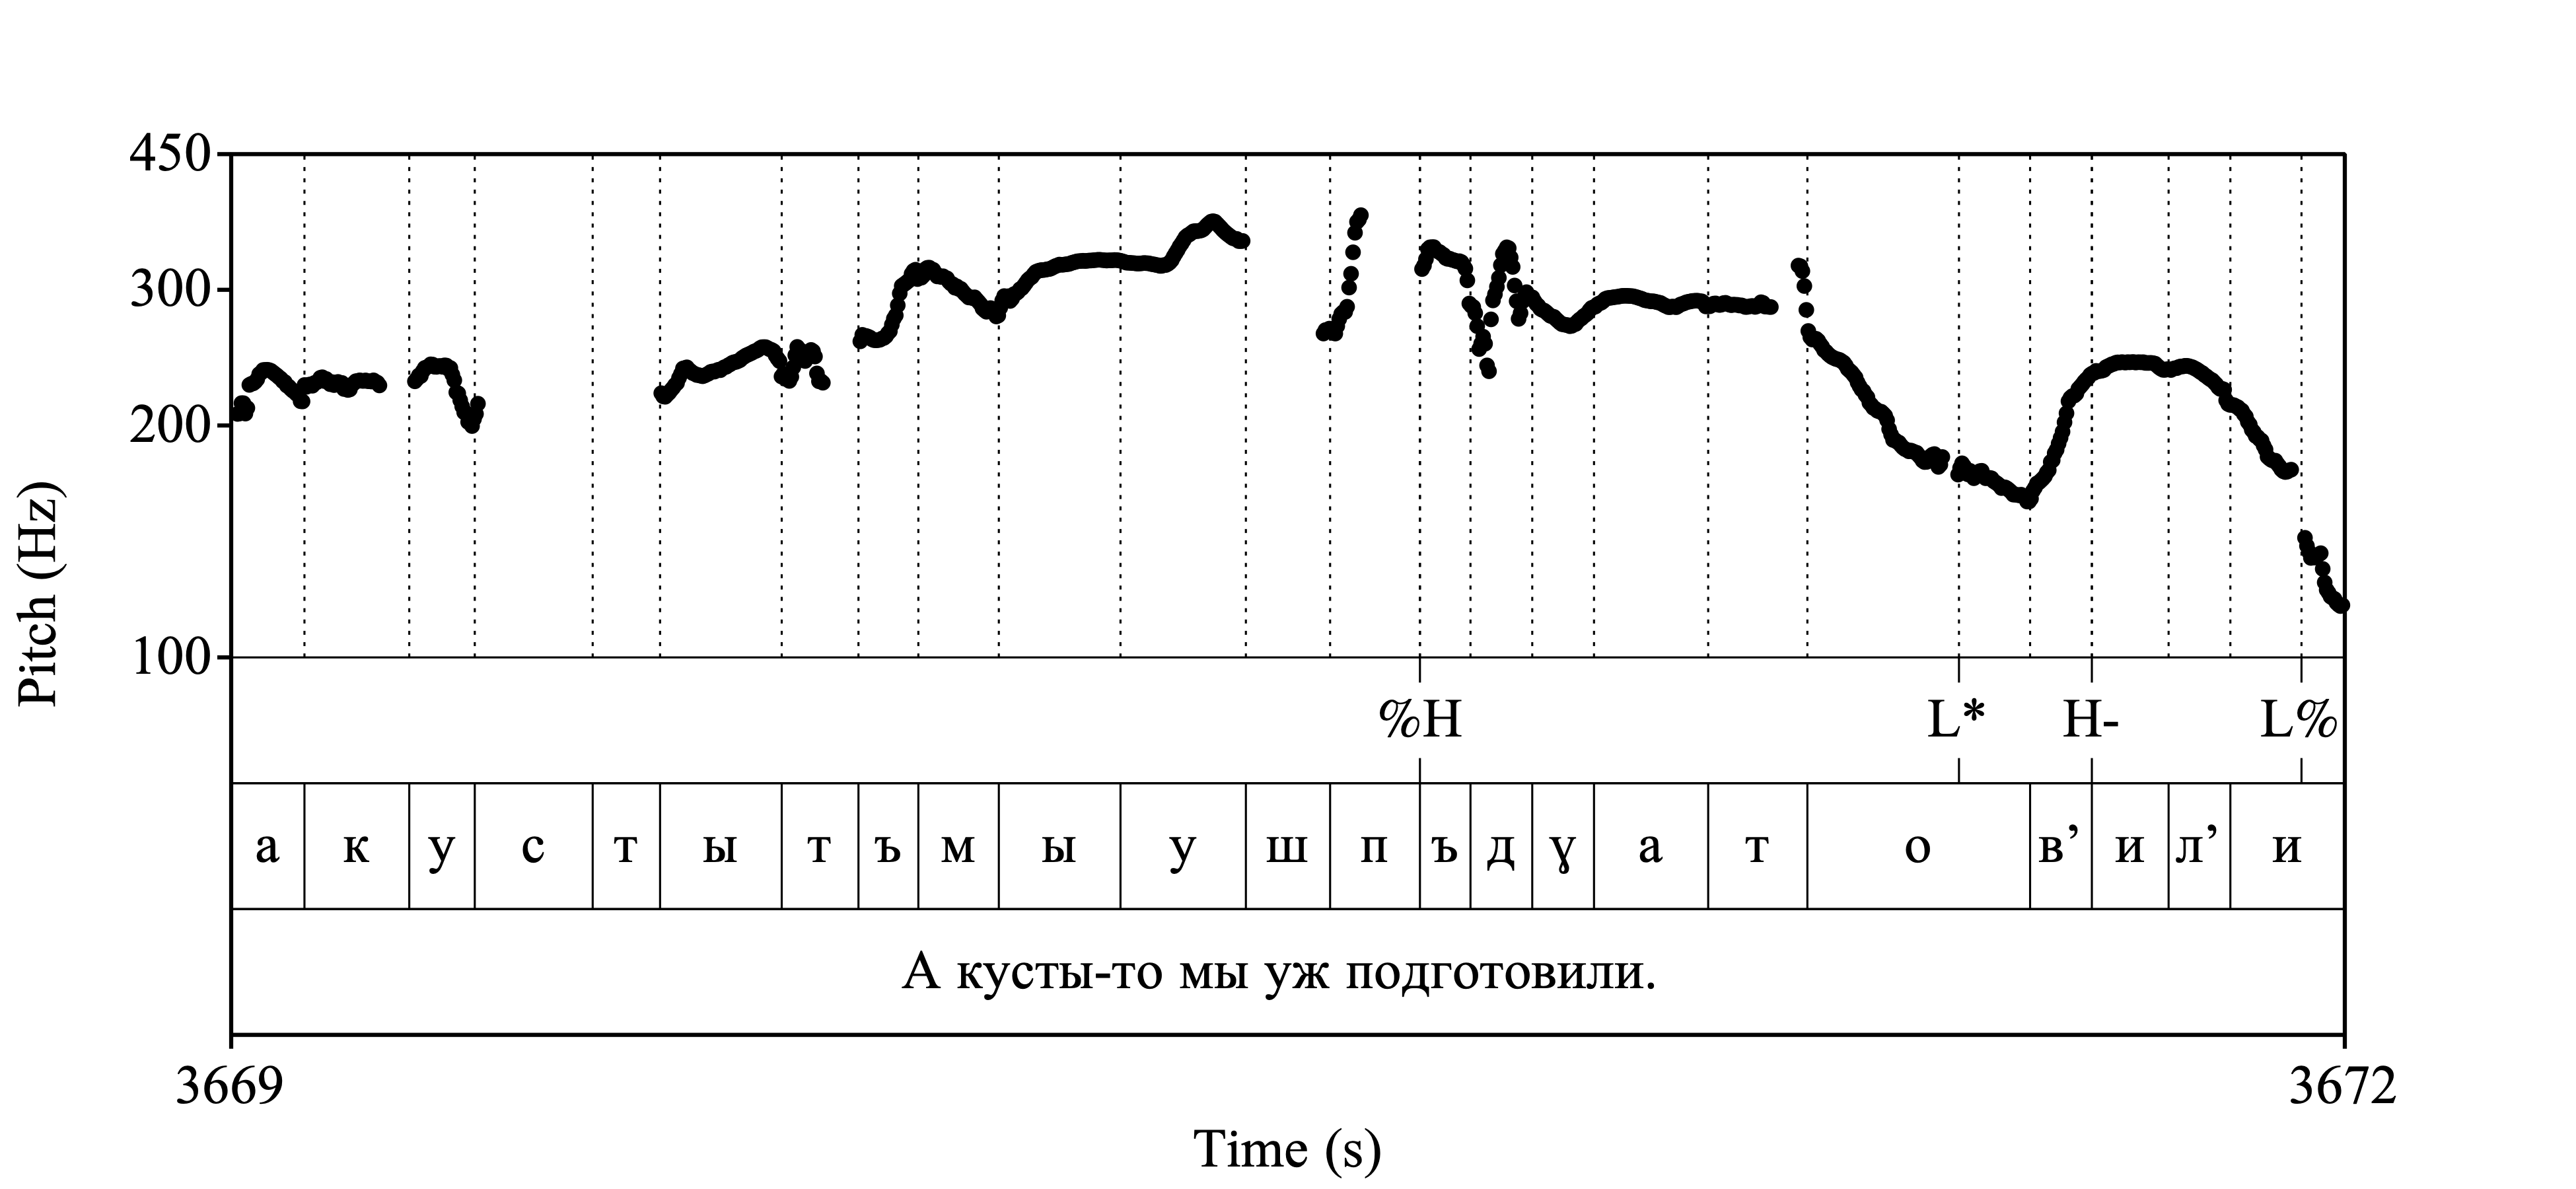 450
300
200
100
Pitch (Hz)
%H L* H- L%
а к у с т ы т ъ м ы у ш п ъ д ɣ а т о в’ и л’ и
А кусты-то мы уж подготовили.
3669 3672
Time (s)